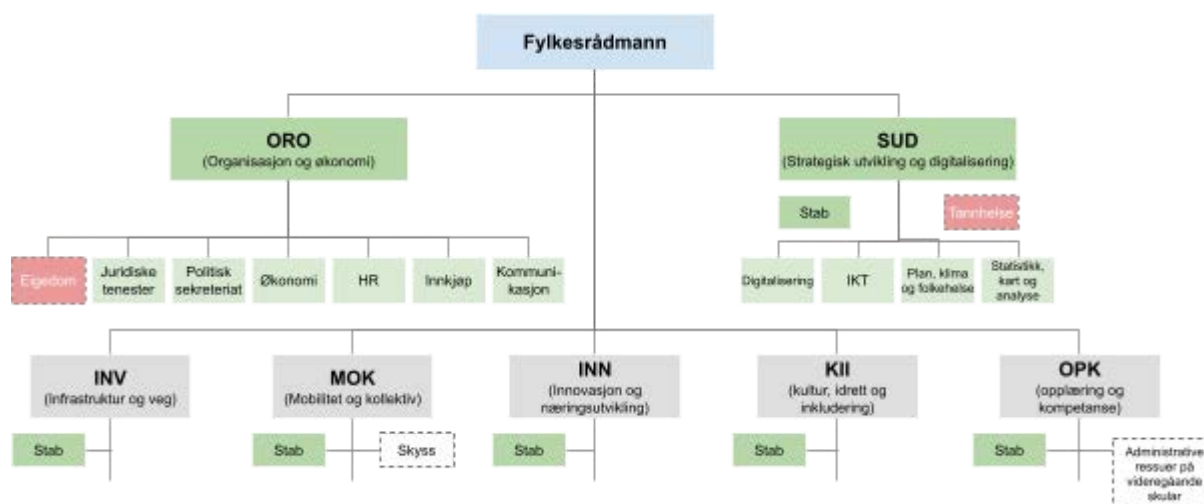 Fylkesrådmann
ORO
(Organisasjon og økonomi)
SUD
(Strategisk utvikling og digitalisering)
Stab
Tannhelse
Eigedom
Juridiske
tenester
Politisk
sekreteriat
Økonomi
HR
Innkjøp
Kommuni-
kasjon
Digitalisering
IKT
Plan, klima
og folkehelse
Statistikk,
kart og
analyse
INV
(Infrastruktur og veg)
MOK
(Mobilitet og kollektiv)
INN
(Innovasjon og
næringsutvikling)
KII
(kultur, idrett og
inkludering)
OPK
(opplæring og
kompetanse)
Stab
Stab
Skyss
Stab
Stab
Stab
Administrative
ressuer på
videregåande
skular